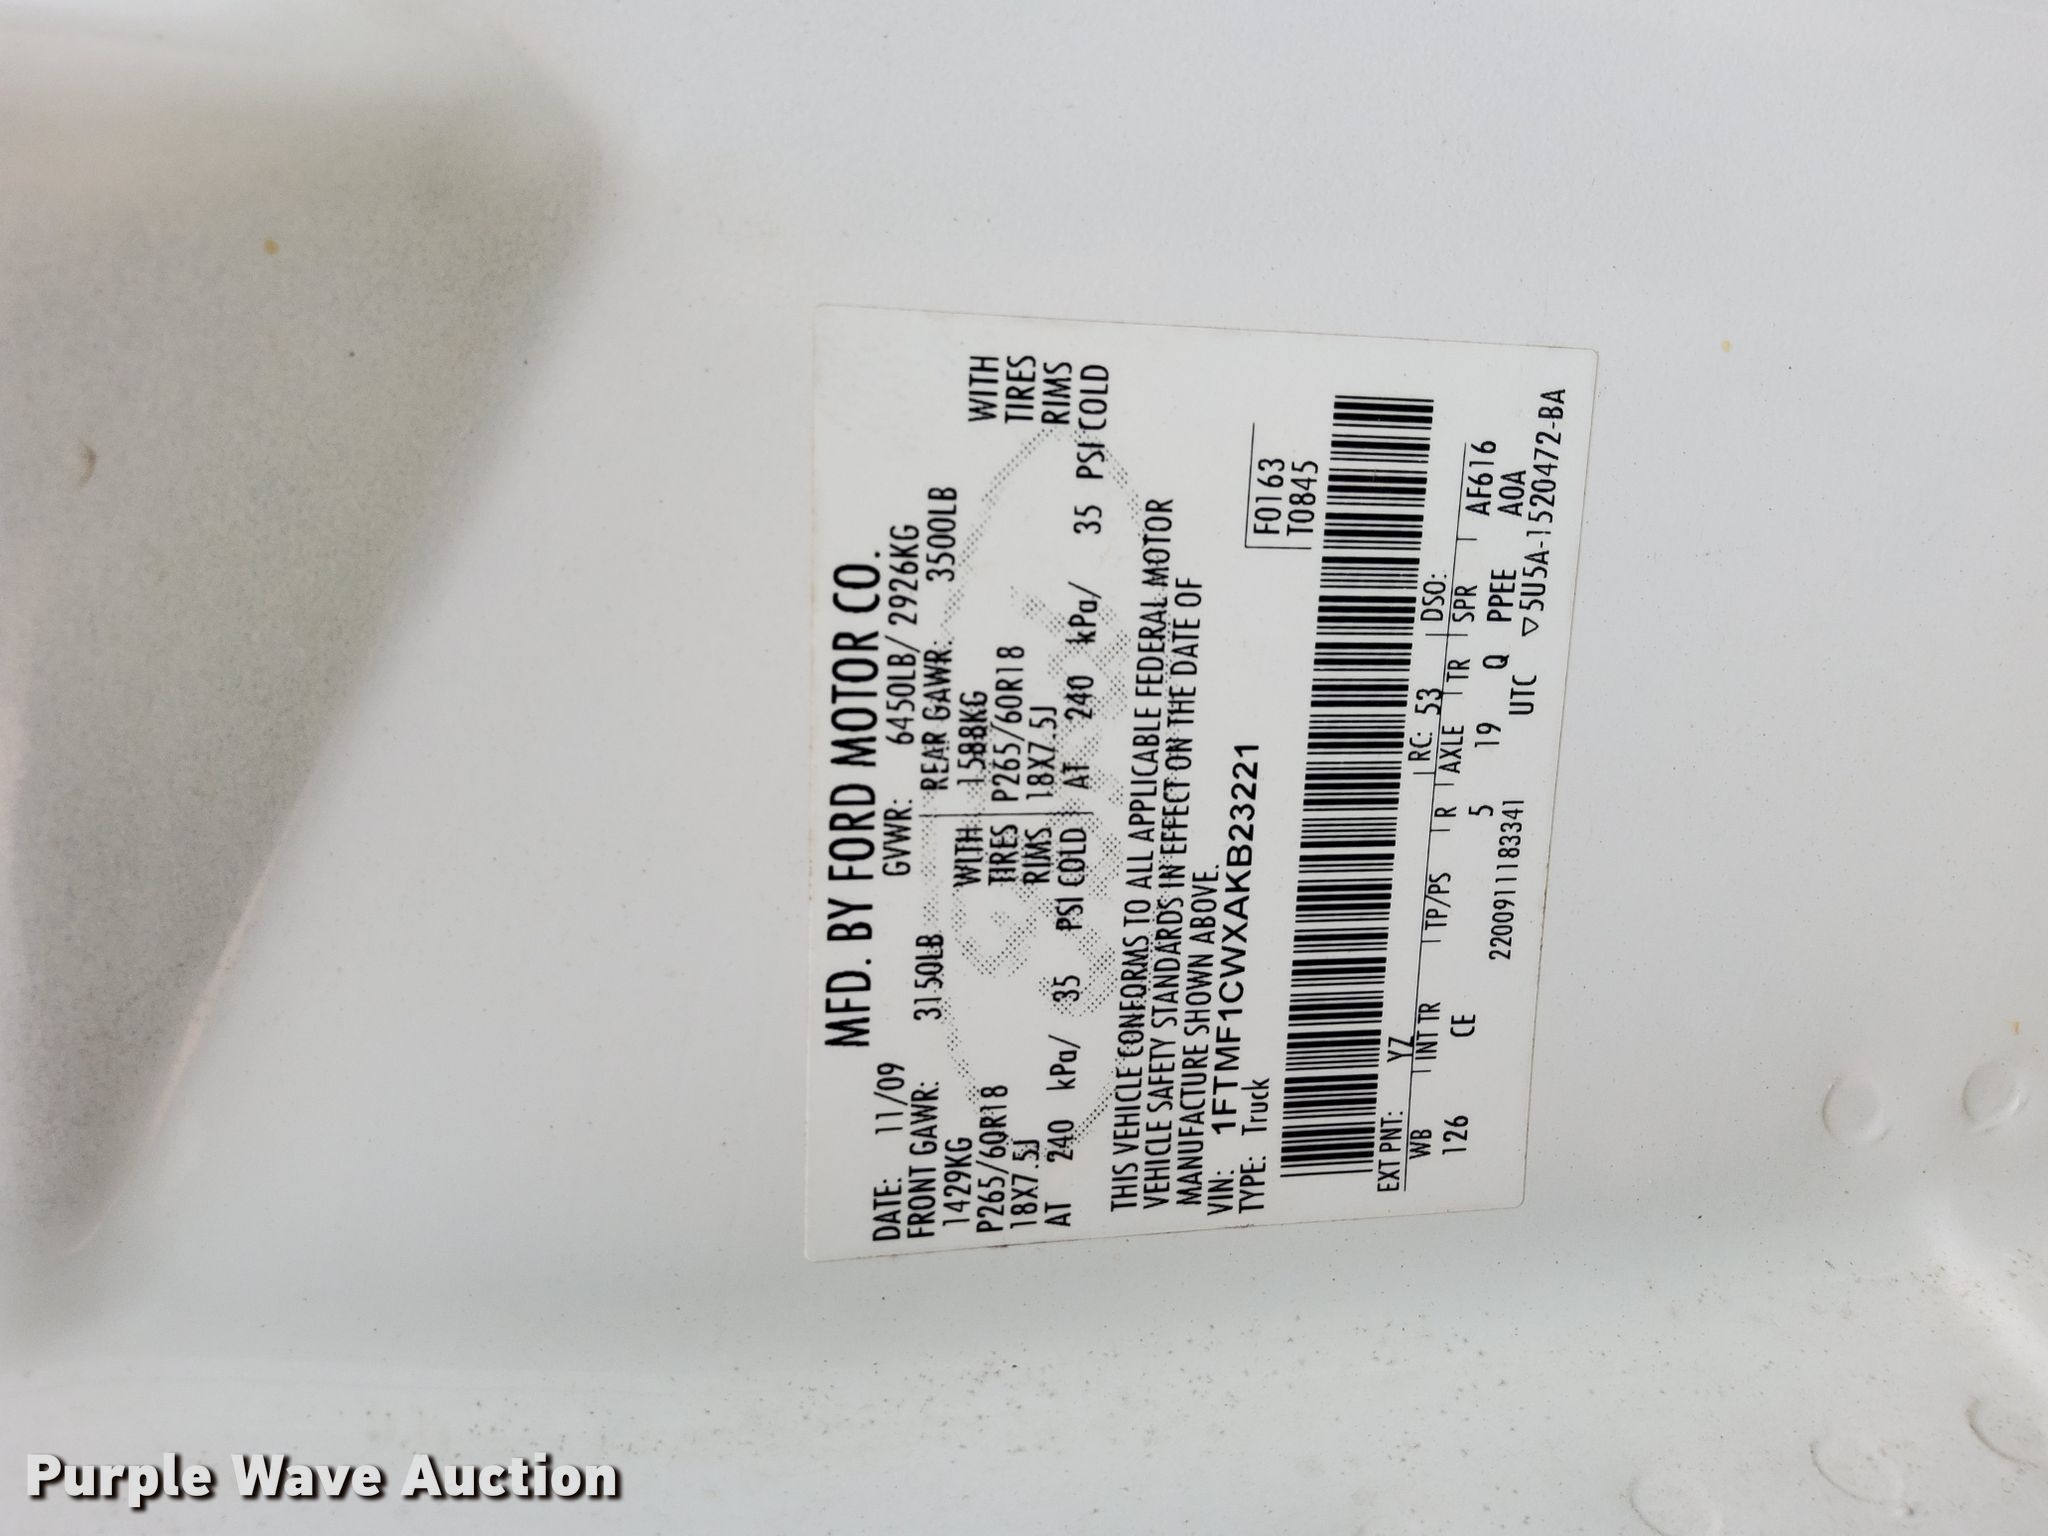 MFD. BY FORD MOTOR CO.
DATE: 11/09 GVWR: 6450LB/ 2926KG
FRONT GAWR: 3150LB REAR GAWR: 3500LB
1429KG WITH 1588KG WITH
P265/60R18 TIRES P265/60R18 TIRES
18X7.5J RIMS 18X7.5J RIMS
AT 240 kPa/ 35 PSI COLD AT 240 kPa/ 35 PSI COLD
THIS VEHICLE CONFORMS TO ALL APPLICABLE FEDERAL MOTOR
VEHICLE SAFETY STANDARDS IN EFFECT ON THE DATE OF
MANUFACTURE SHOWN ABOVE.
VIN: 1FTMF1CWXAKB23221
TYPE: Truck
F0163
T0845
EXT PNT: YZ RC: 53 DSO:
WB INT TR TP/PS R AXLE TR SPR AF616
126 CE 5 19 Q PPEE A0A
2200911183341 UTC ▽5U5A-1520472-BA
Purple Wave Auction